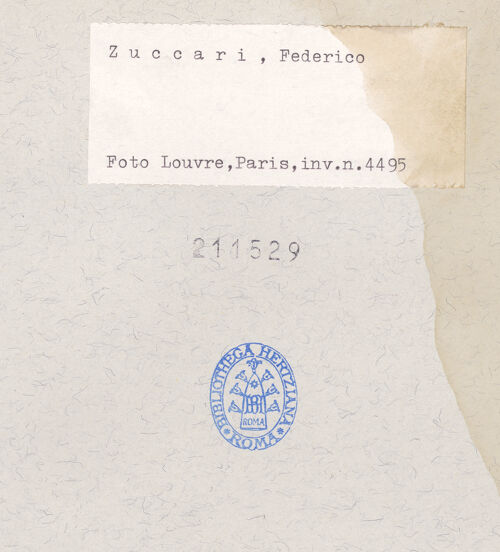 Z u c c a r i , Federico
Foto Louvre,Paris,inv.n.4495
211529
BIBLIOTHECA HERTZIANA
ROMA
* ROMA *